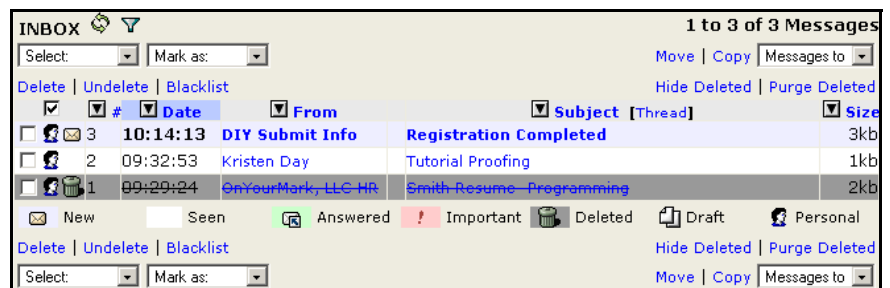 INBOX 1 to 3 of 3 Messages
Select: Mark as: Move | Copy Messages to
Delete | Undelete | Blacklist Hide Deleted | Purge Deleted
# Date From Subject [Thread] Size
3 10:14:13 DIY Submit Info Registration Completed 3kb
2 09:32:53 Kristen Day Tutorial Proofing 1kb
1 09:29:24 OnYourMark, LLC HR Smith Resume- Programming 2kb
New Seen Answered ! Important Deleted Draft Personal
Delete | Undelete | Blacklist Hide Deleted | Purge Deleted
Select: Mark as: Move | Copy Messages to